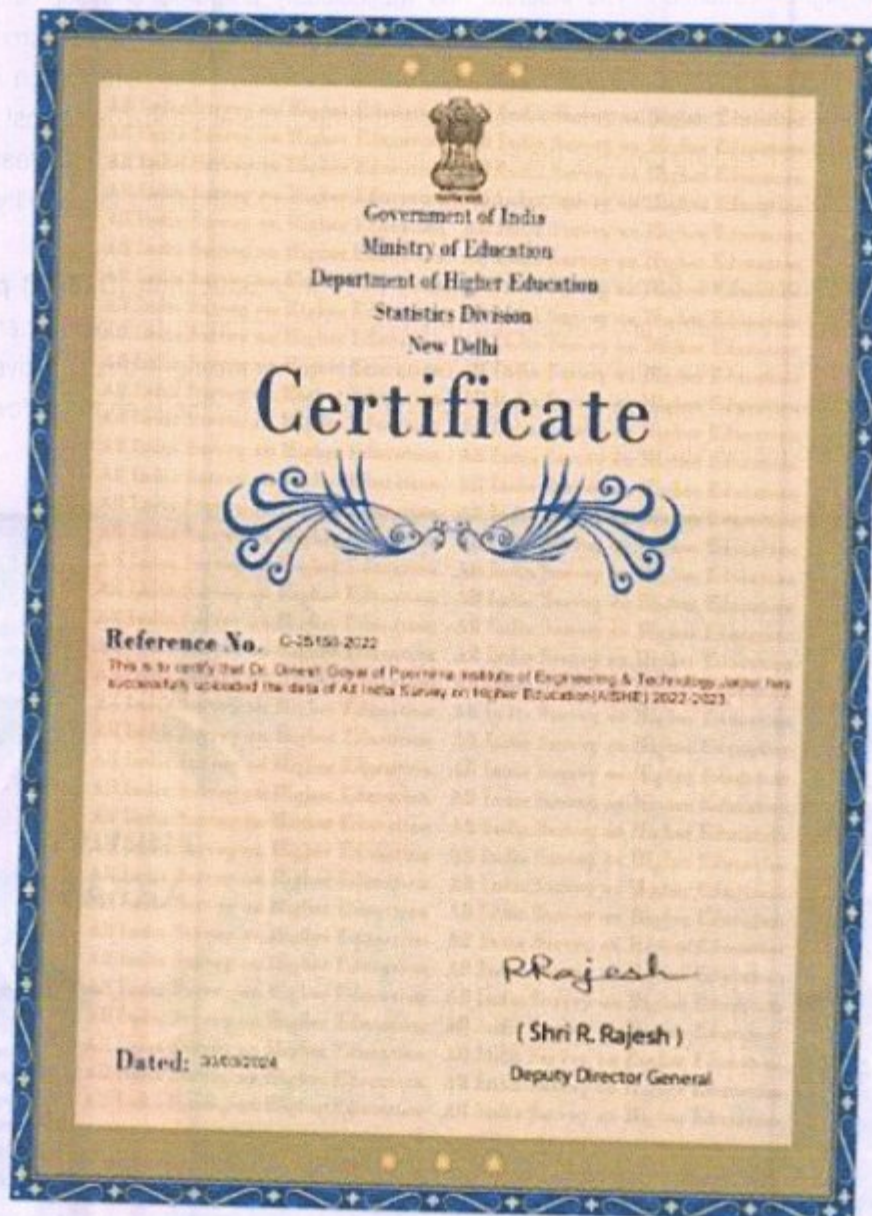 Government of India
Ministry of Education
Department of Higher Education
Statistics Division
New Delhi
Certificate
Reference No.
This is to certify that Dr. Dinesh Goyal of Poornima Institute of Engineering & Technology Jaipur has
successfully uploaded the data of All India Survey on Higher Education(AISHE) 2022-2023.
RRajesh
( Shri R. Rajesh )
Dated:
Deputy Director General